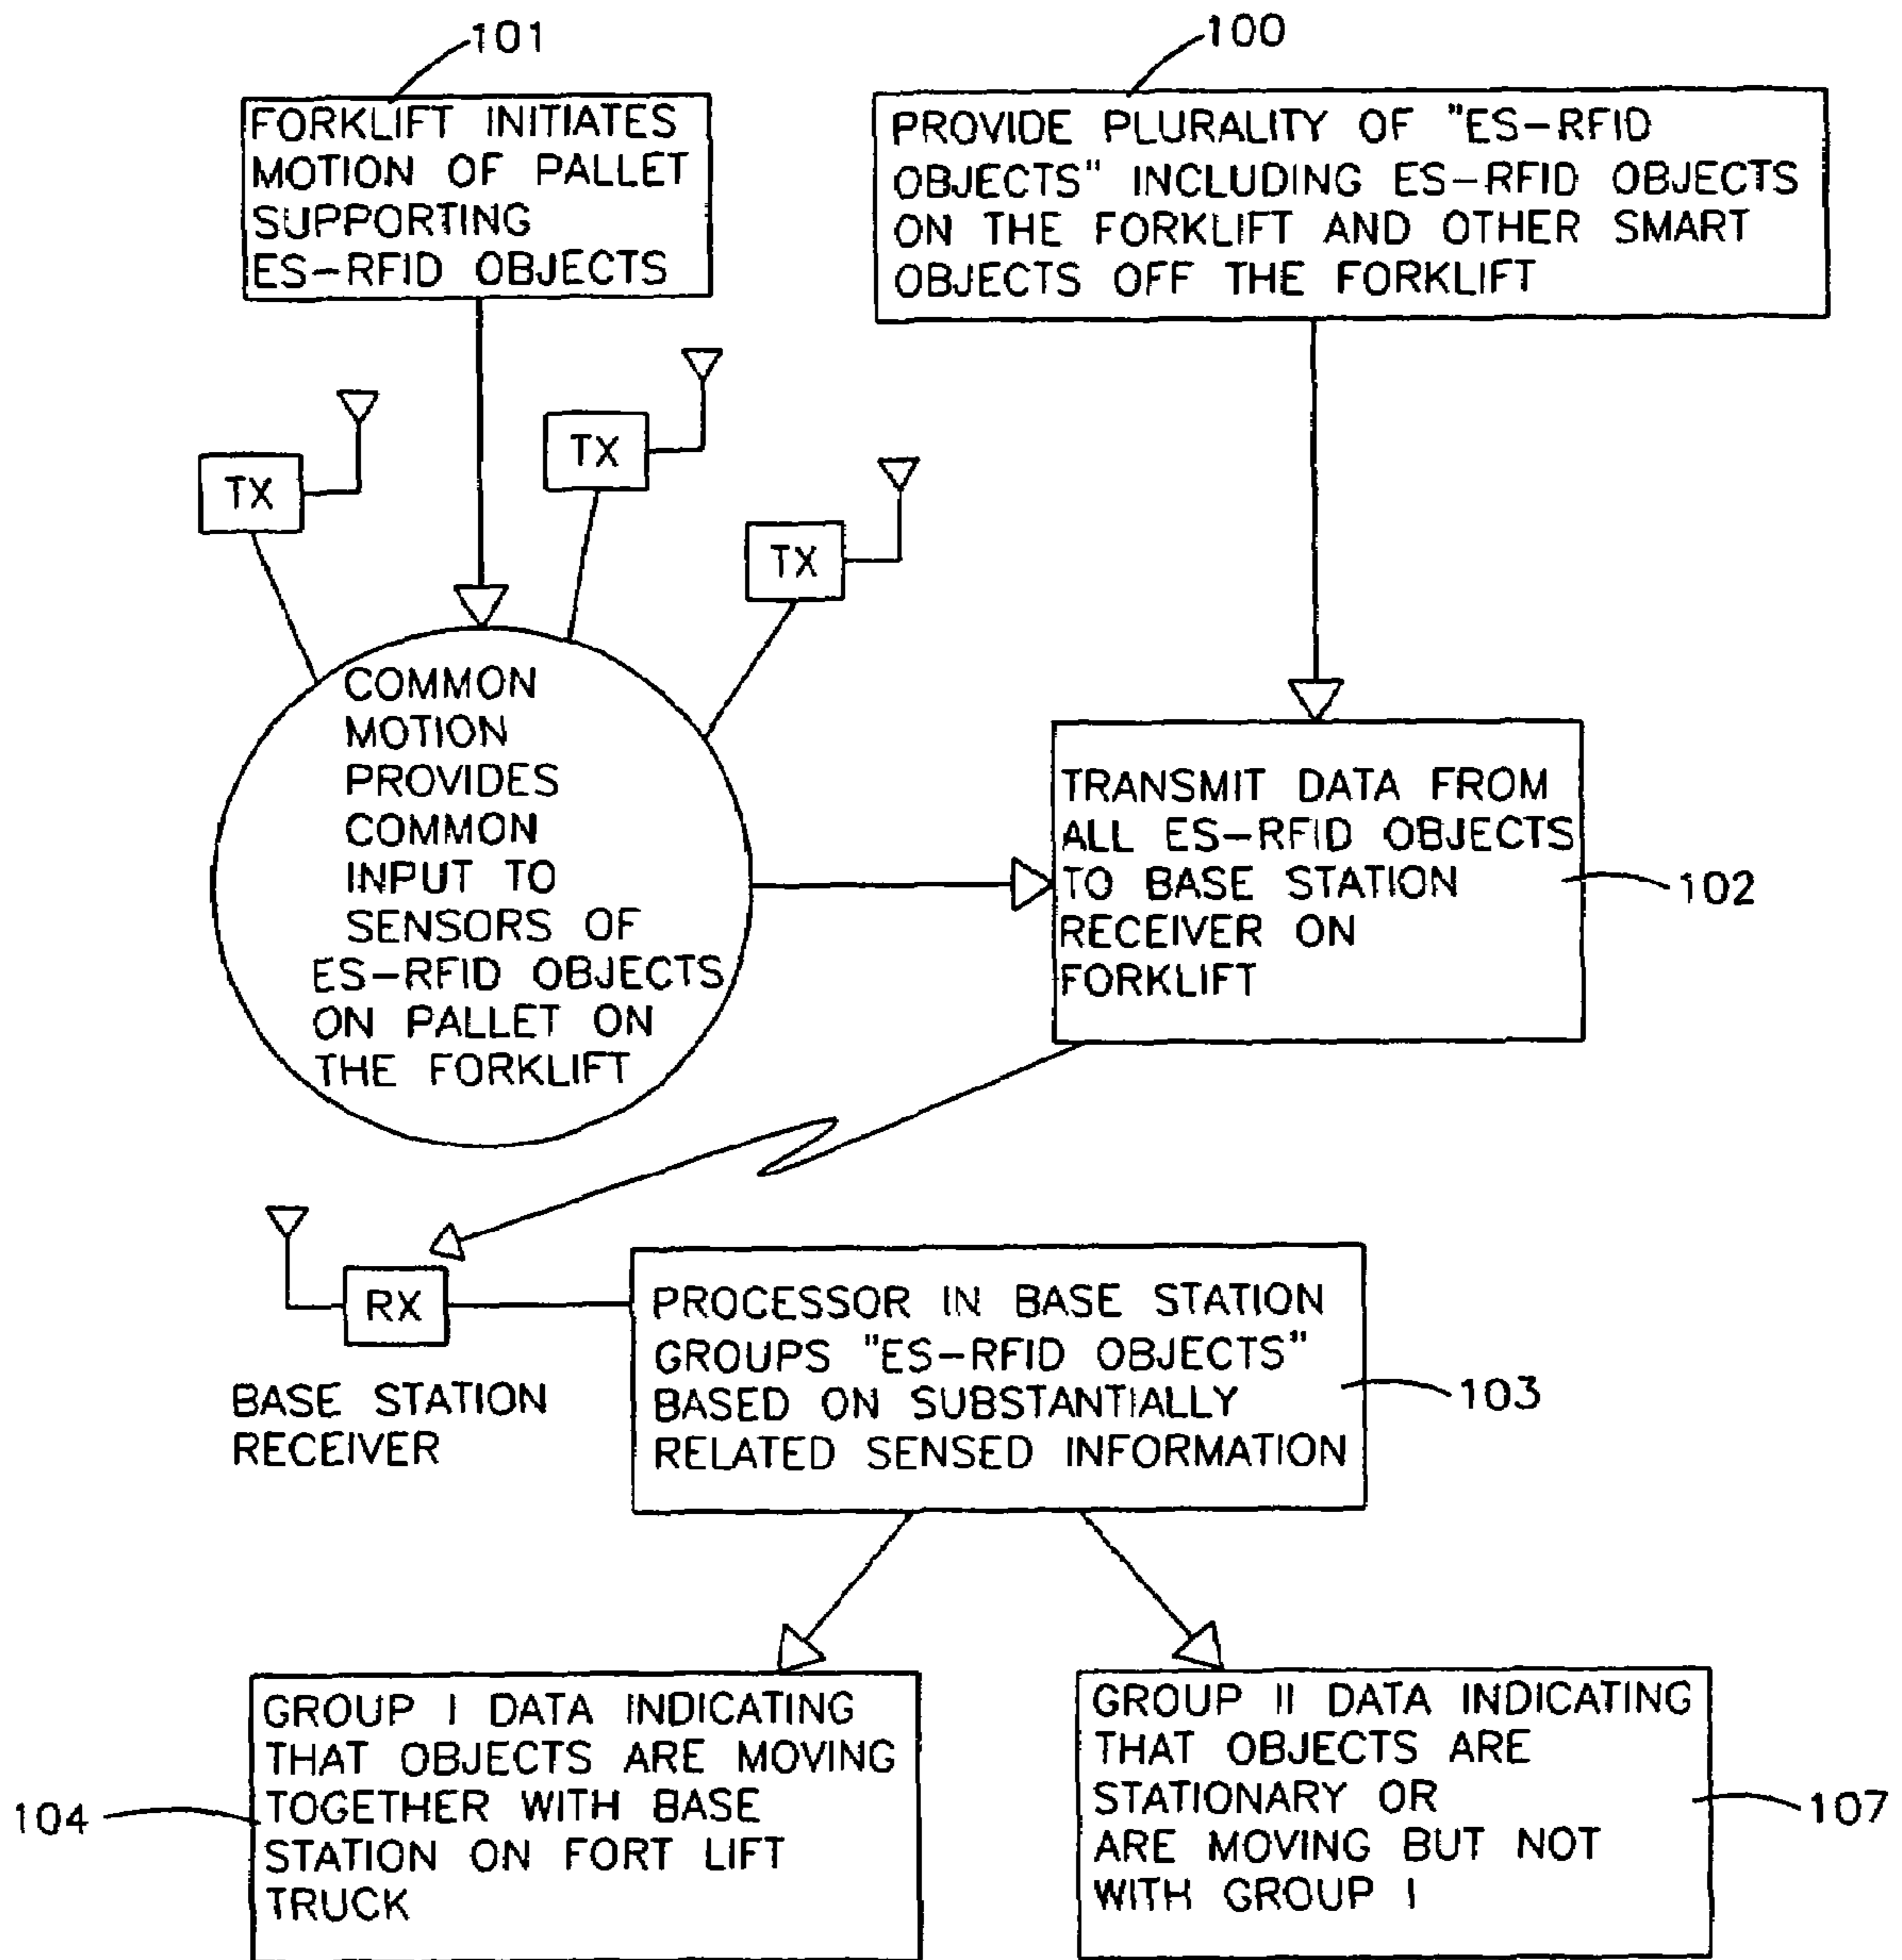 101
FORKLIFT INITIATES
MOTION OF PALLET
SUPPORTING
ES-RFID OBJECTS
100
PROVIDE PLURALITY OF "ES-RFID
OBJECTS" INCLUDING ES-RFID OBJECTS
ON THE FORKLIFT AND OTHER SMART
OBJECTS OFF THE FORKLIFT
TX
TX
TX
COMMON
MOTION
PROVIDES
COMMON
INPUT TO
SENSORS OF
ES-RFID OBJECTS
ON PALLET ON
THE FORKLIFT
TRANSMIT DATA FROM
ALL ES-RFID OBJECTS
TO BASE STATION
RECEIVER ON
FORKLIFT
102
RX
BASE STATION
RECEIVER
PROCESSOR IN BASE STATION
GROUPS "ES-RFID OBJECTS"
BASED ON SUBSTANTIALLY
RELATED SENSED INFORMATION
103
GROUP I DATA INDICATING
THAT OBJECTS ARE MOVING
TOGETHER WITH BASE
STATION ON FORT LIFT
TRUCK
104
GROUP II DATA INDICATING
THAT OBJECTS ARE
STATIONARY OR
ARE MOVING BUT NOT
WITH GROUP I
107